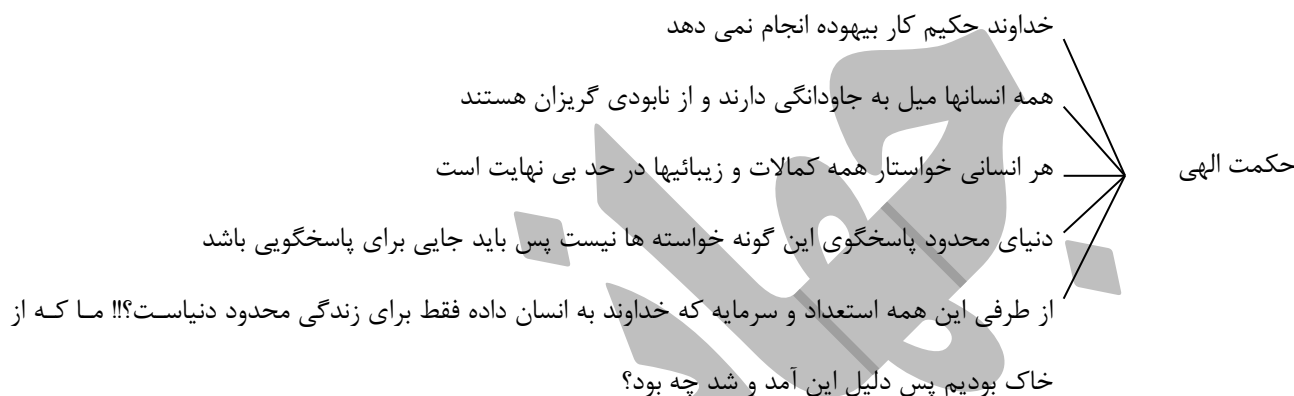 خداوند حکیم کار بیهوده انجام نمی دهد
همه انسانها میل به جاودانگی دارند و از نابودی گریزان هستند
حکمت الهی
هر انسانی خواستار همه کمالات و زیبائیها در حد بی نهایت است
دنیای محدود پاسخگوی این گونه خواسته ها نیست پس باید جایی برای پاسخگویی باشد
از طرفی این همه استعداد و سرمایه که خداوند به انسان داده فقط برای زندگی محدود دنیاست؟!! ما که از
خاک بودیم پس دلیل این آمد و شد چه بود؟